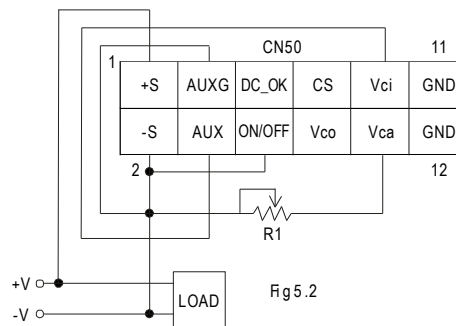 CN50 11
1
+S AUXG DC_OK CS Vci GND
-S AUX ON/OFF Vco Vca GND
2 12
R1
+V
-V
LOAD
Fig5.2